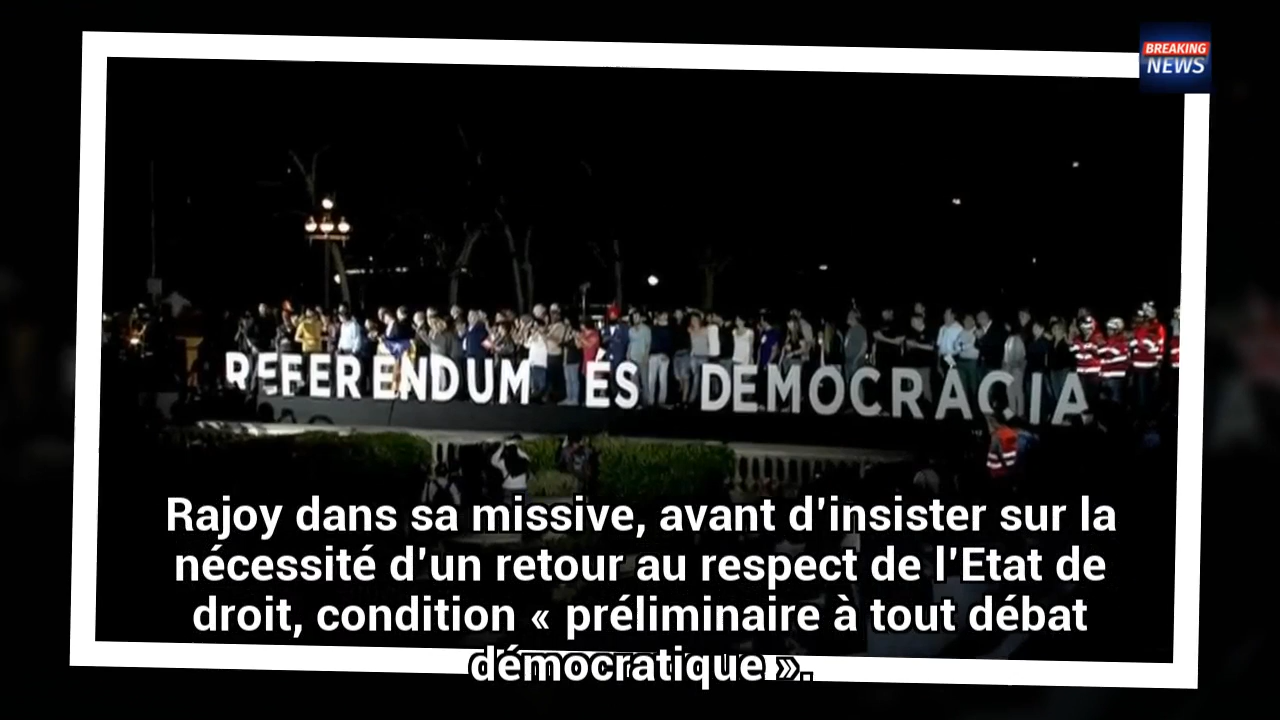 BREAKING
NEWS
REFERENDUM ÉS DEMOCRÀCIA
Rajoy dans sa missive, avant d'insister sur la
nécessité d'un retour au respect de l'Etat de
droit, condition « préliminaire à tout débat
démocratique ».